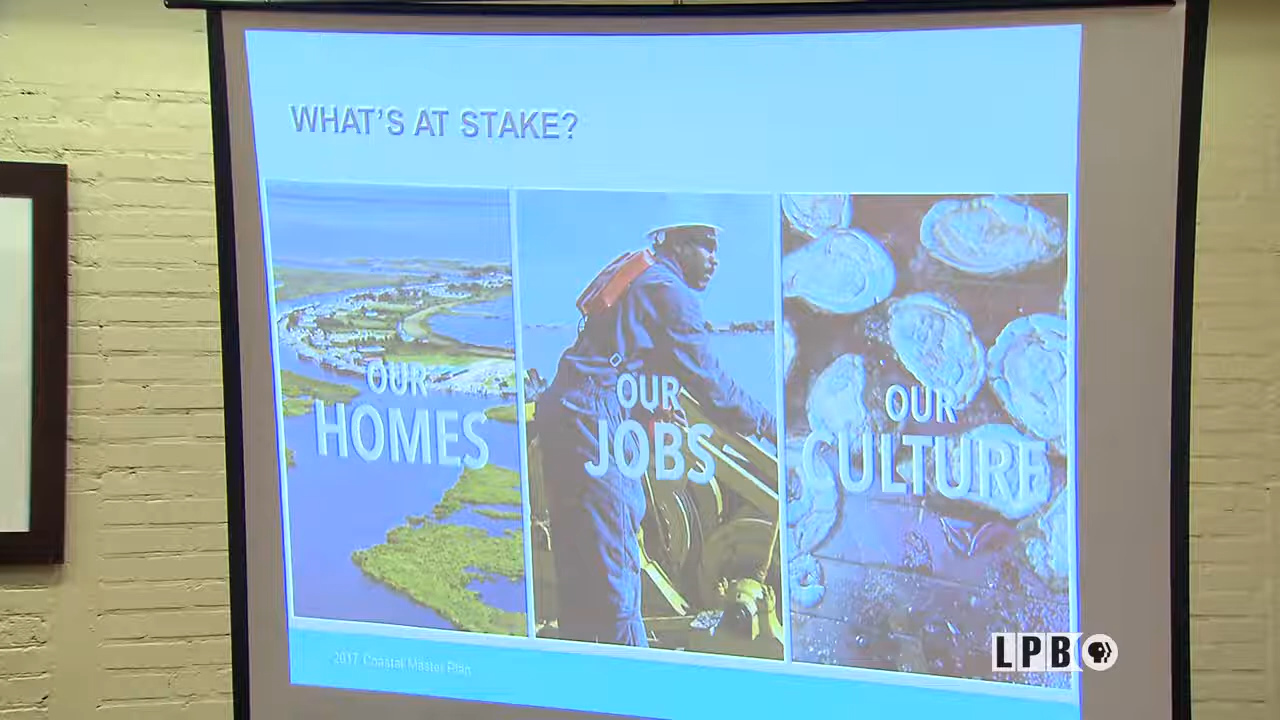 WHAT'S AT STAKE?
OUR
HOMES
OUR
JOBS
OUR
CULTURE
2017 Coastal Master Plan
LPB